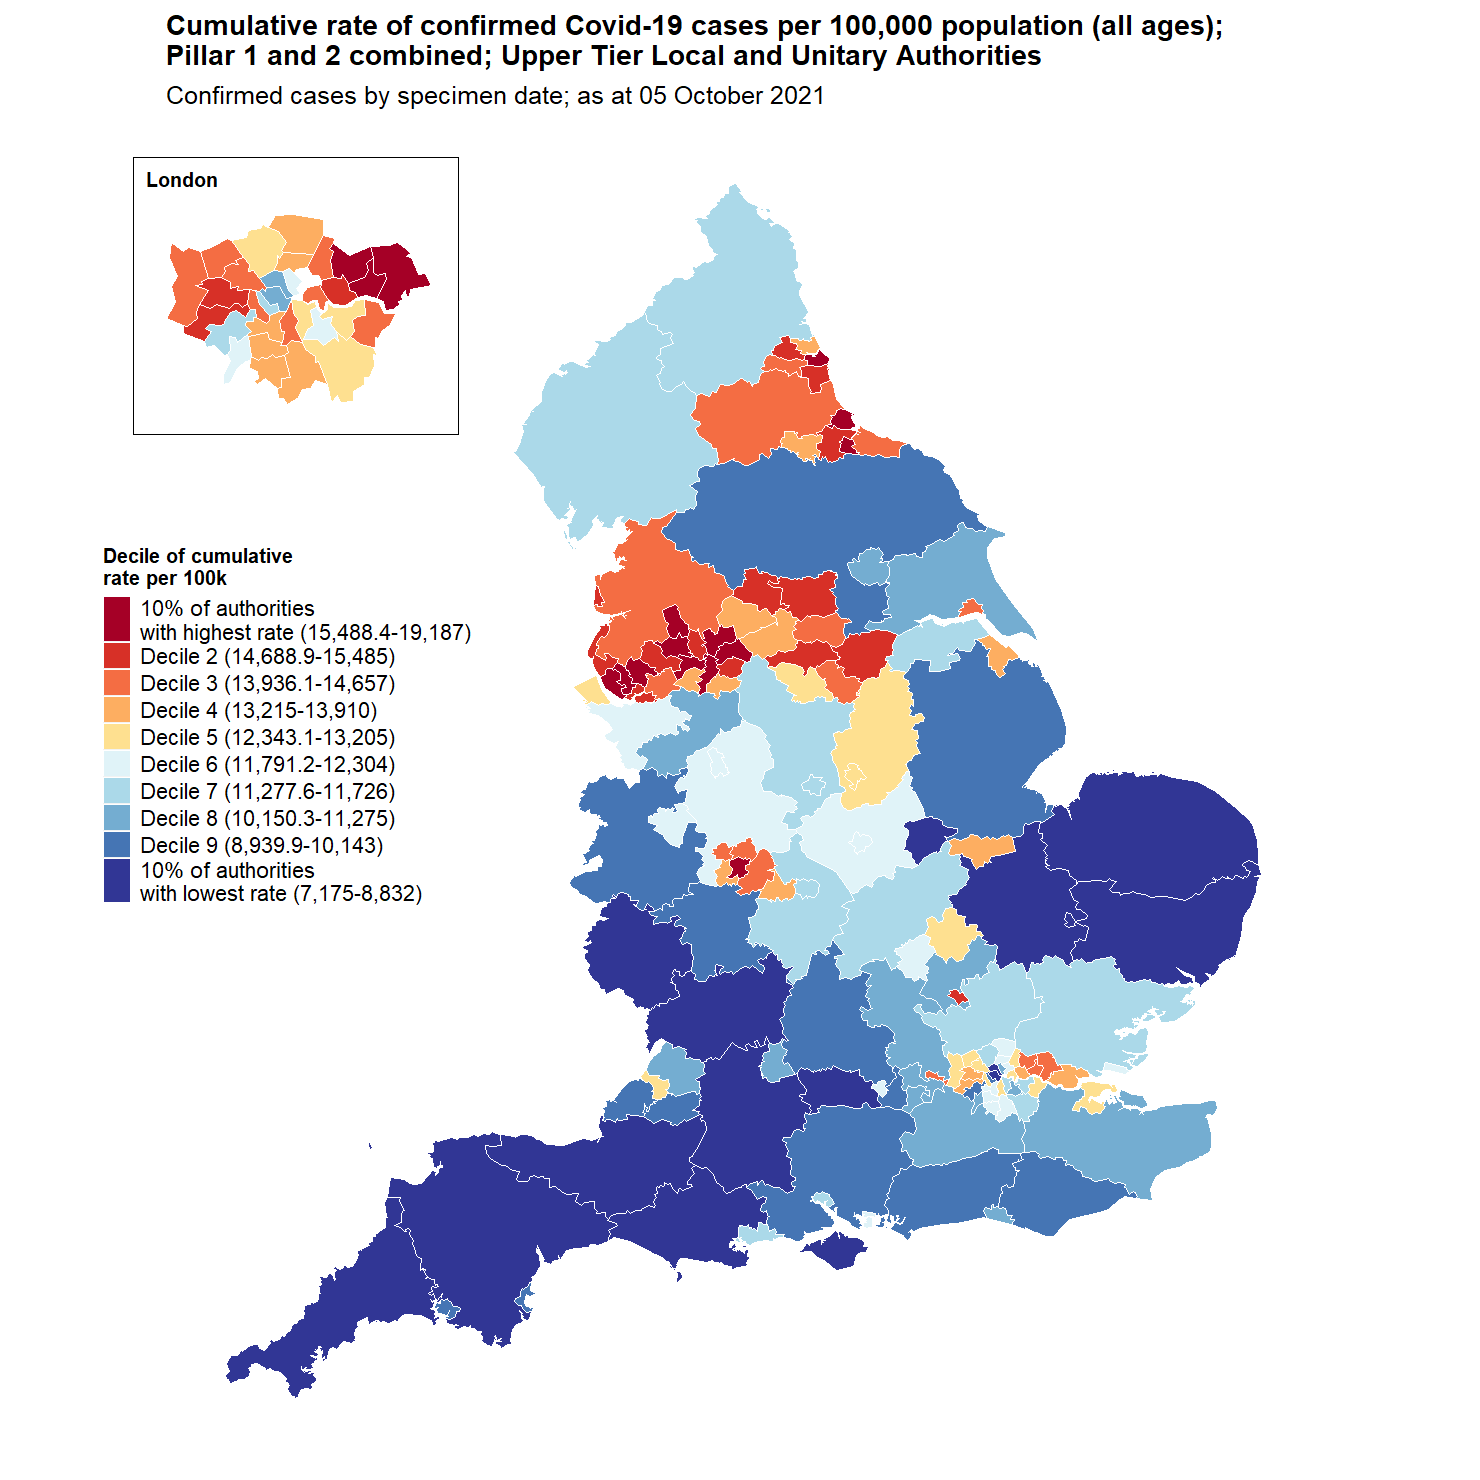 Cumulative rate of confirmed Covid-19 cases per 100,000 population (all ages);
Pillar 1 and 2 combined; Upper Tier Local and Unitary Authorities
Confirmed cases by specimen date; as at 05 October 2021
London
Decile of cumulative
rate per 100k
10% of authorities
with highest rate (15,488.4-19,187)
Decile 2 (14,688.9-15,485)
Decile 3 (13,936.1-14,657)
Decile 4 (13,215-13,910)
Decile 5 (12,343.1-13,205)
Decile 6 (11,791.2-12,304)
Decile 7 (11,277.6-11,726)
Decile 8 (10,150.3-11,275)
Decile 9 (8,939.9-10,143)
10% of authorities
with lowest rate (7,175-8,832)